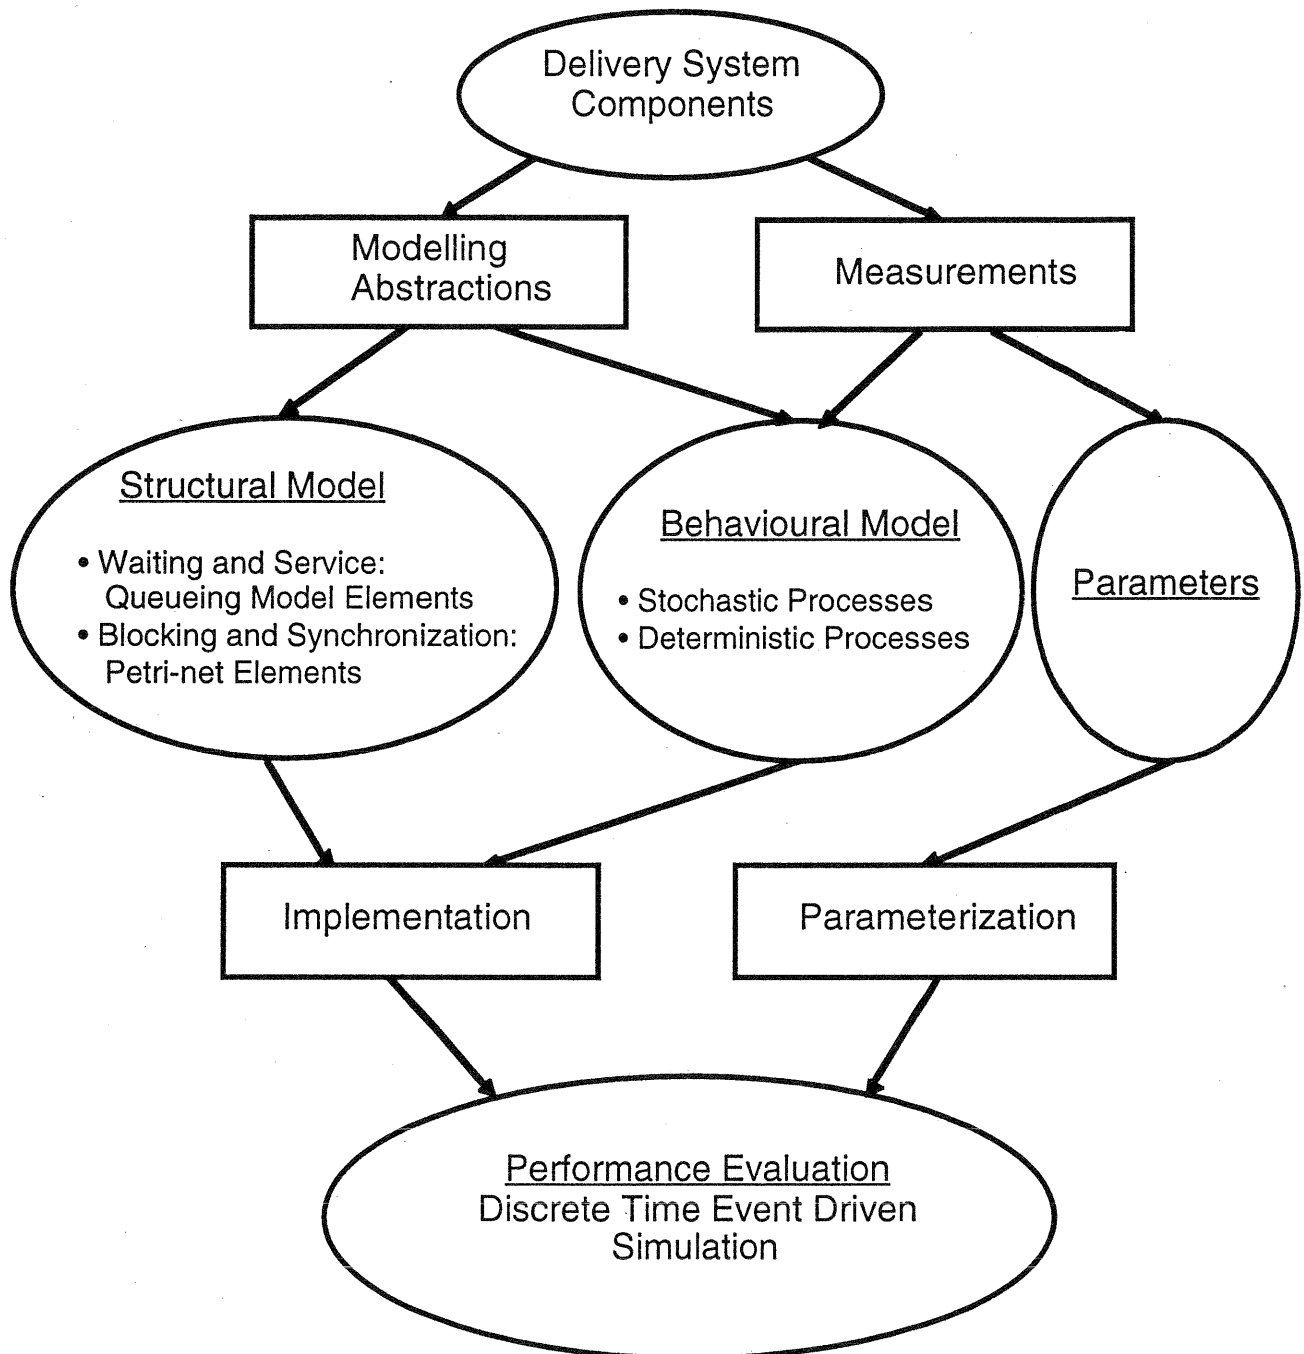 Delivery System
Components
Modelling
Abstractions
Measurements
Structural Model
• Waiting and Service:
Queueing Model Elements
• Blocking and Synchronization:
Petri-net Elements
Behavioural Model
• Stochastic Processes
• Deterministic Processes
Parameters
Implementation
Parameterization
Performance Evaluation
Discrete Time Event Driven
Simulation